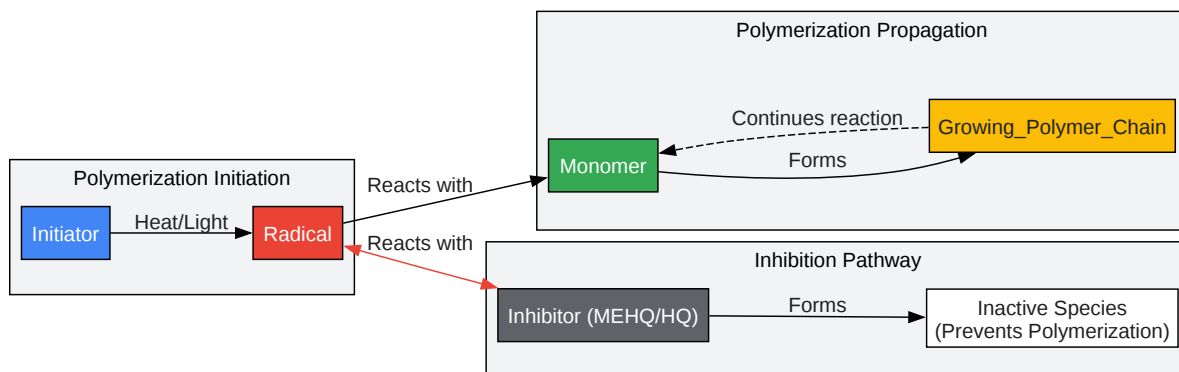 Polymerization Initiation
Initiator
Heat/Light
Radical
Reacts with
Reacts with
Polymerization Propagation
Monomer
Continues reaction
Forms
Growing_Polymer_Chain
Inhibition Pathway
Inhibitor (MEHQ/HQ)
Forms
Inactive Species
(Prevents Polymerization)